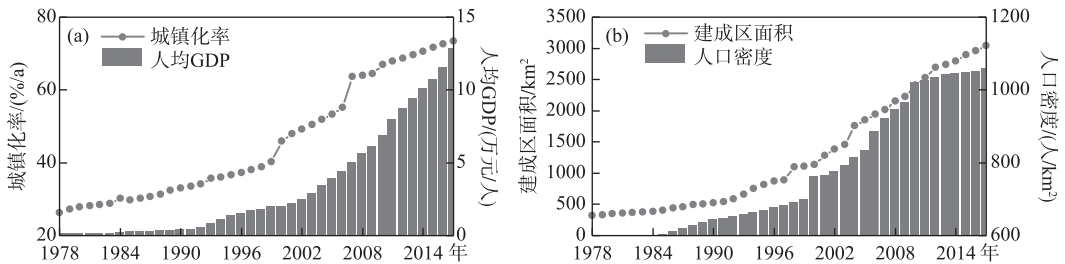 (a)
城镇化率
人均GDP
城镇化率/(%/a)
80
60
40
20
人均GDP/(万元/人)
15
10
5
0
1978 1984 1990 1996 2002 2008 2014 年
(b)
建成区面积
人口密度
建成区面积/km²
3500
3000
2500
2000
1500
1000
500
0
人口密度/(人/km²)
1200
1000
800
600
1978 1984 1990 1996 2002 2008 2014 年